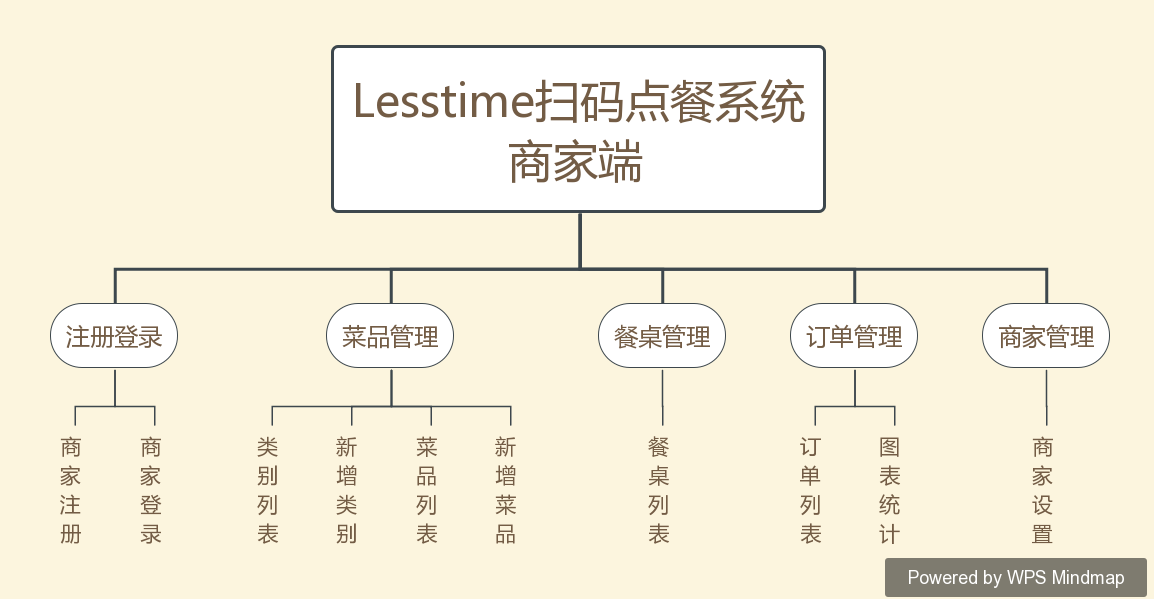 Lesstime扫码点餐系统
商家端
注册登录
菜品管理
餐桌管理
订单管理
商家管理
商家注册
商家登录
类别列表
新增类别
菜品列表
新增菜品
餐桌列表
订单列表
图表统计
商家设置
Powered by WPS Mindmap